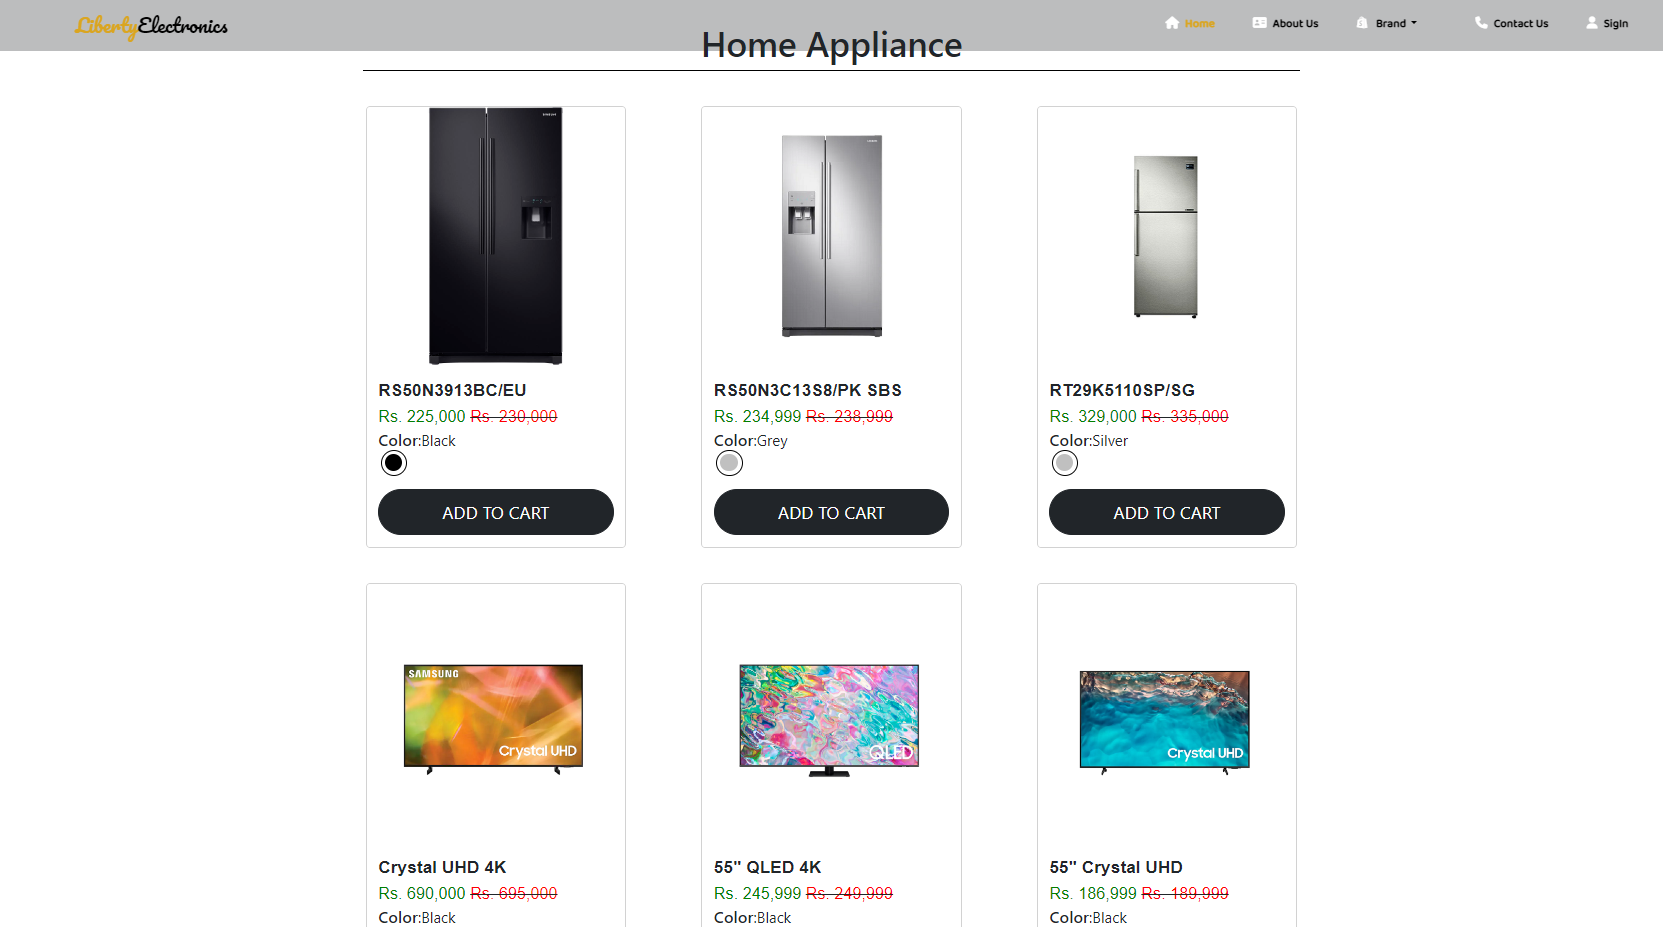 LibertyElectronics
Home
About Us
Brand
Contact Us
SigIn
Home Appliance
SAMSUNG
RS50N3913BC/EU
Rs. 225,000 Rs. 230,000
Color:Black
ADD TO CART
RS50N3C13S8/PK SBS
Rs. 234,999 Rs. 238,999
Color:Grey
ADD TO CART
RT29K5110SP/SG
Rs. 329,000 Rs. 335,000
Color:Silver
ADD TO CART
SAMSUNG
Crystal UHD
Crystal UHD 4K
Rs. 690,000 Rs. 695,000
Color:Black
QLED
55" QLED 4K
Rs. 245,999 Rs. 249,999
Color:Black
Crystal UHD
55" Crystal UHD
Rs. 186,999 Rs. 189,999
Color:Black